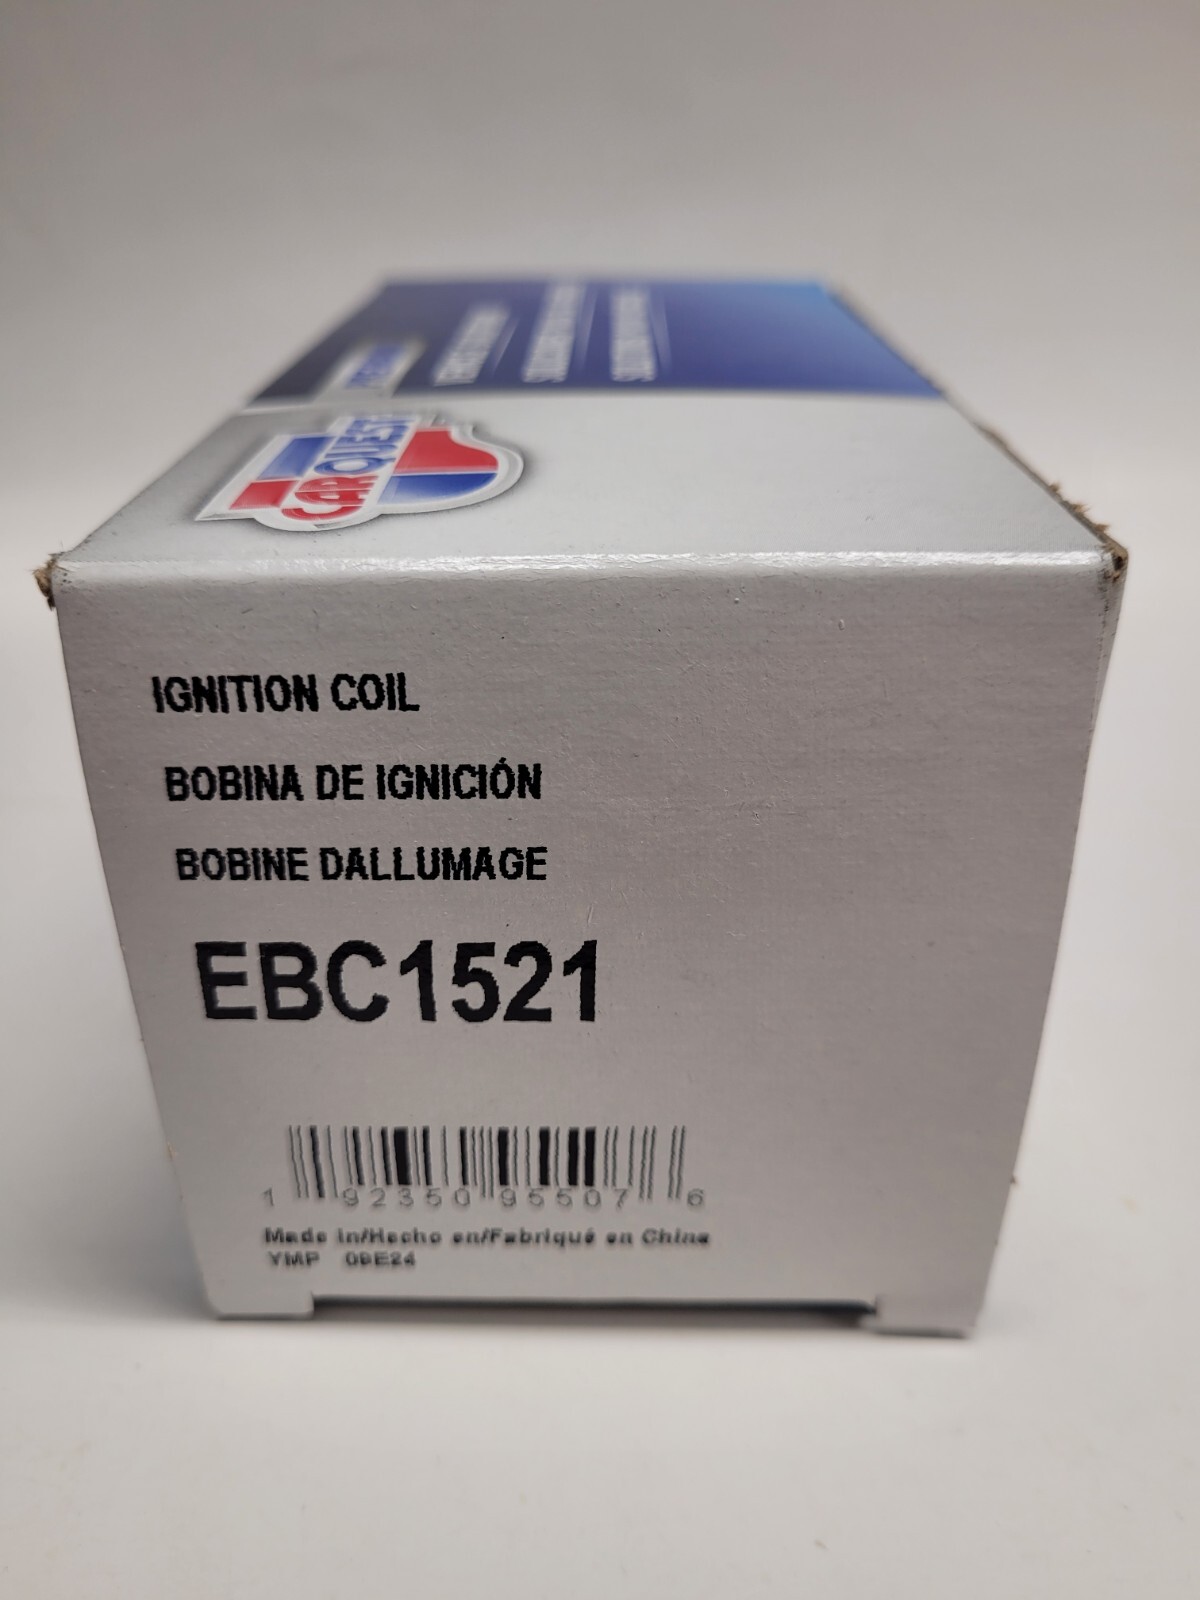 CARQUEST
IGNITION COIL
BOBINA DE IGNICIÓN
BOBINE DALLUMAGE
EBC1521
1 92350 95507 6
Made in/Hecho en/Fabriqué en China
YMP 09E24